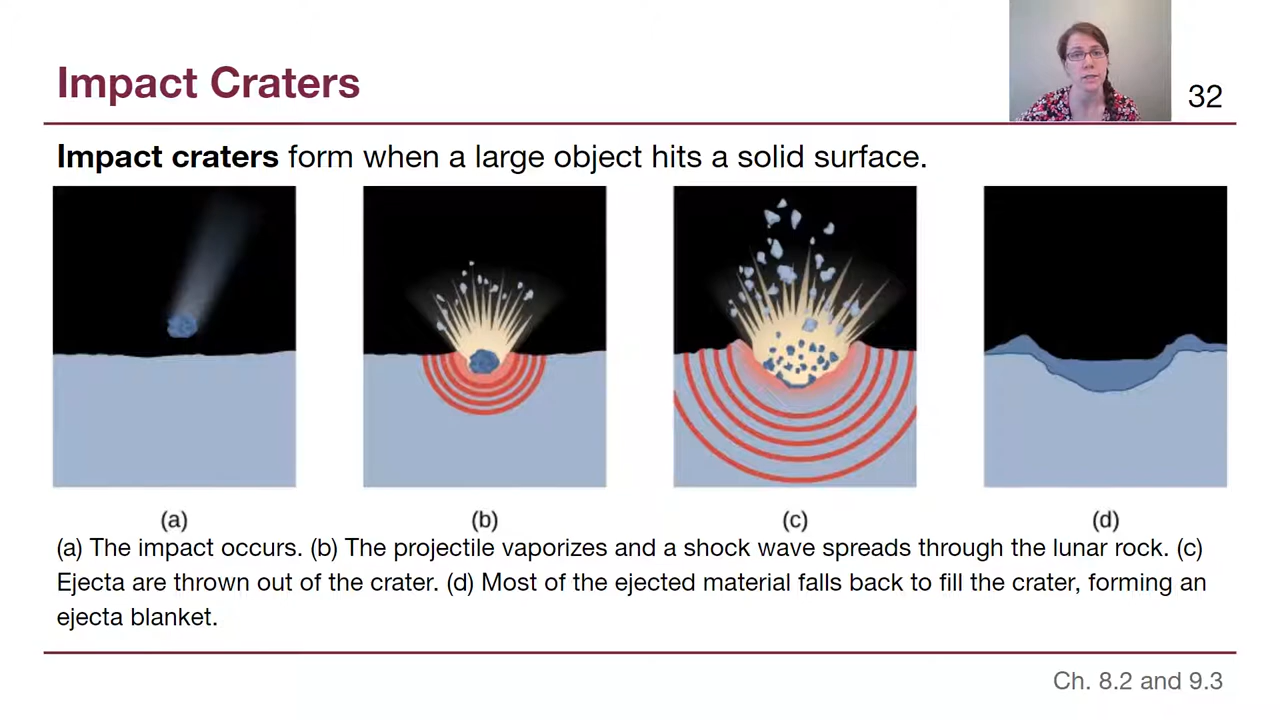 Impact Craters
32
Impact craters form when a large object hits a solid surface.
(a)
(b)
(c)
(d)
(a) The impact occurs. (b) The projectile vaporizes and a shock wave spreads through the lunar rock. (c)
Ejecta are thrown out of the crater. (d) Most of the ejected material falls back to fill the crater, forming an
ejecta blanket.
Ch. 8.2 and 9.3